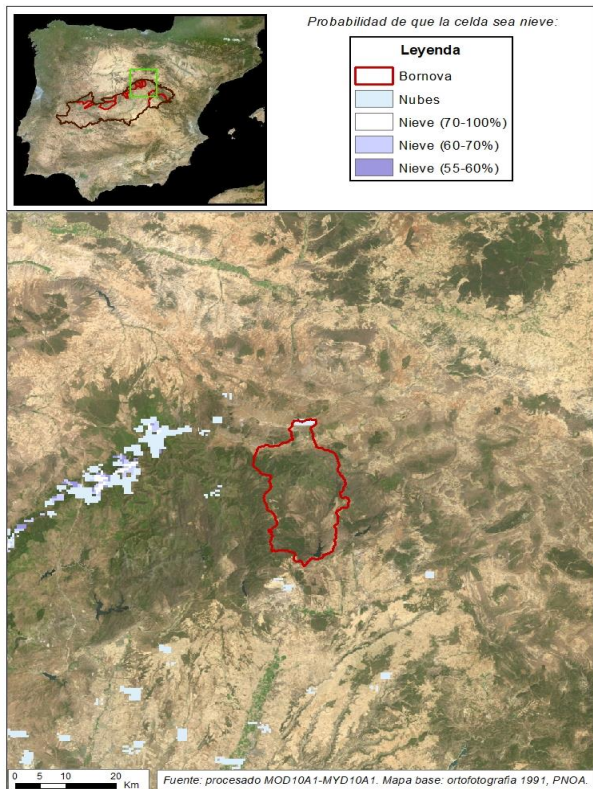 Probabilidad de que la celda sea nieve:
Leyenda
Bornova
Nubes
Nieve (70-100%)
Nieve (60-70%)
Nieve (55-60%)
0 5 10 20
Km
Fuente: procesado MOD10A1-MYD10A1. Mapa base: ortofotografia 1991, PNOA.